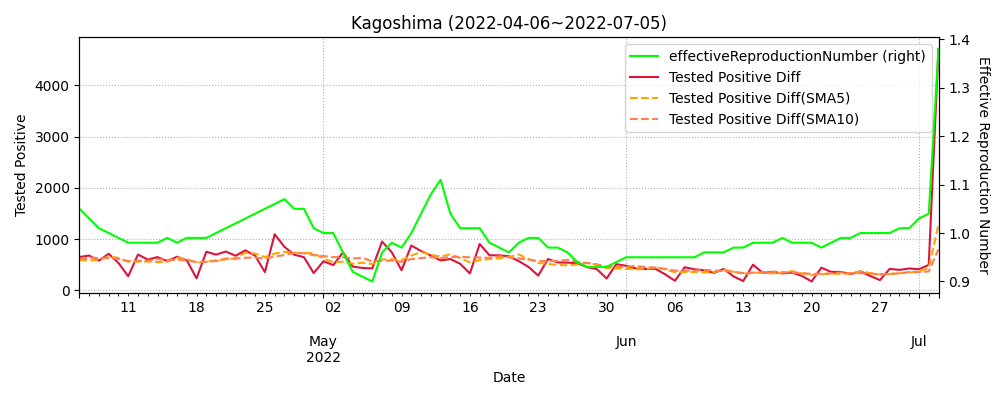 Kagoshima (2022-04-06~2022-07-05)
effectiveReproductionNumber (right)
Tested Positive Diff
Tested Positive Diff(SMA5)
Tested Positive Diff(SMA10)
Tested Positive
4000
3000
2000
1000
0
1.4
1.3
1.2
1.1
1.0
0.9
Effective Reproduction Number
11 18 25 02 09 16 23 30 06 13 20 27
May Jun Jul
2022
Date